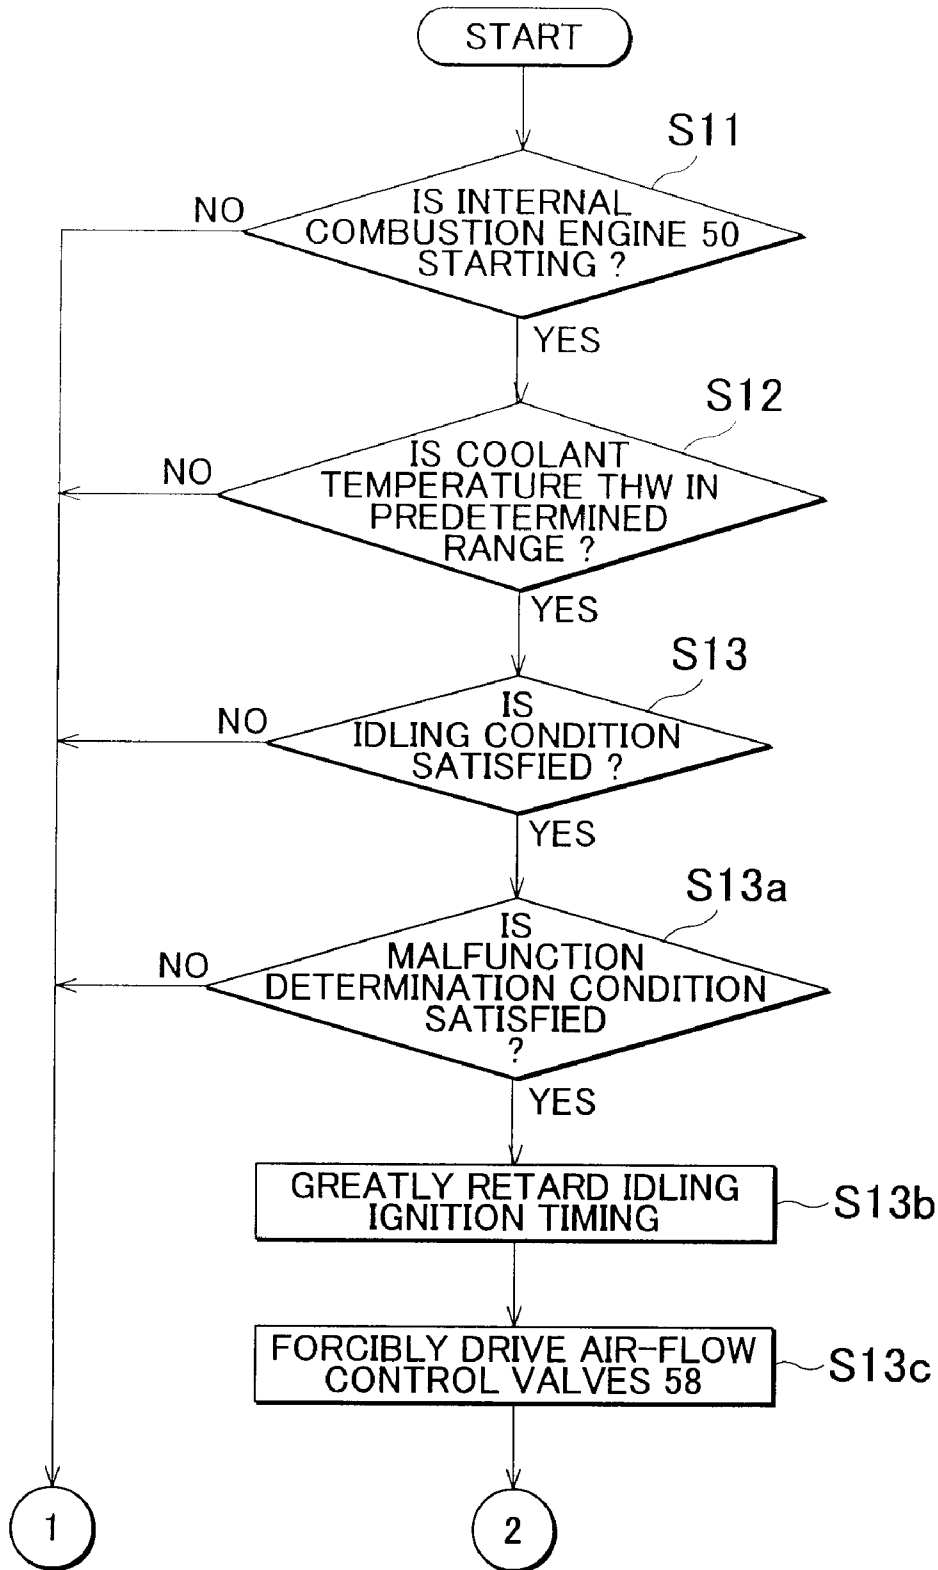 START
S11
IS INTERNAL
COMBUSTION ENGINE 50
STARTING ?
NO
YES
S12
IS COOLANT
TEMPERATURE THW IN
PREDETERMINED
RANGE ?
NO
YES
S13
IS
IDLING CONDITION
SATISFIED ?
NO
YES
S13a
IS
MALFUNCTION
DETERMINATION CONDITION
SATISFIED
?
NO
YES
GREATLY RETARD IDLING
IGNITION TIMING
S13b
FORCIBLY DRIVE AIR-FLOW
CONTROL VALVES 58
S13c
1
2